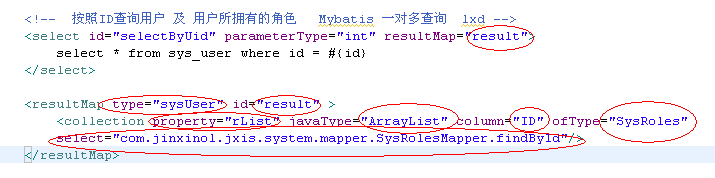 <!-- 按照ID查询用户 及 用户所拥有的角色 Mybatis 一对多查询 lxd -->
<select id="selectByUid" parameterType="int" resultMap="result">
select * from sys_user where id = #{id}
</select>
<resultMap type="sysUser" id="result" >
<collection property="rList" javaType="ArrayList" column="ID" ofType="SysRoles"
select="com.jinxinol.jxis.system.mapper.SysRolesMapper.findById"/>
</resultMap>